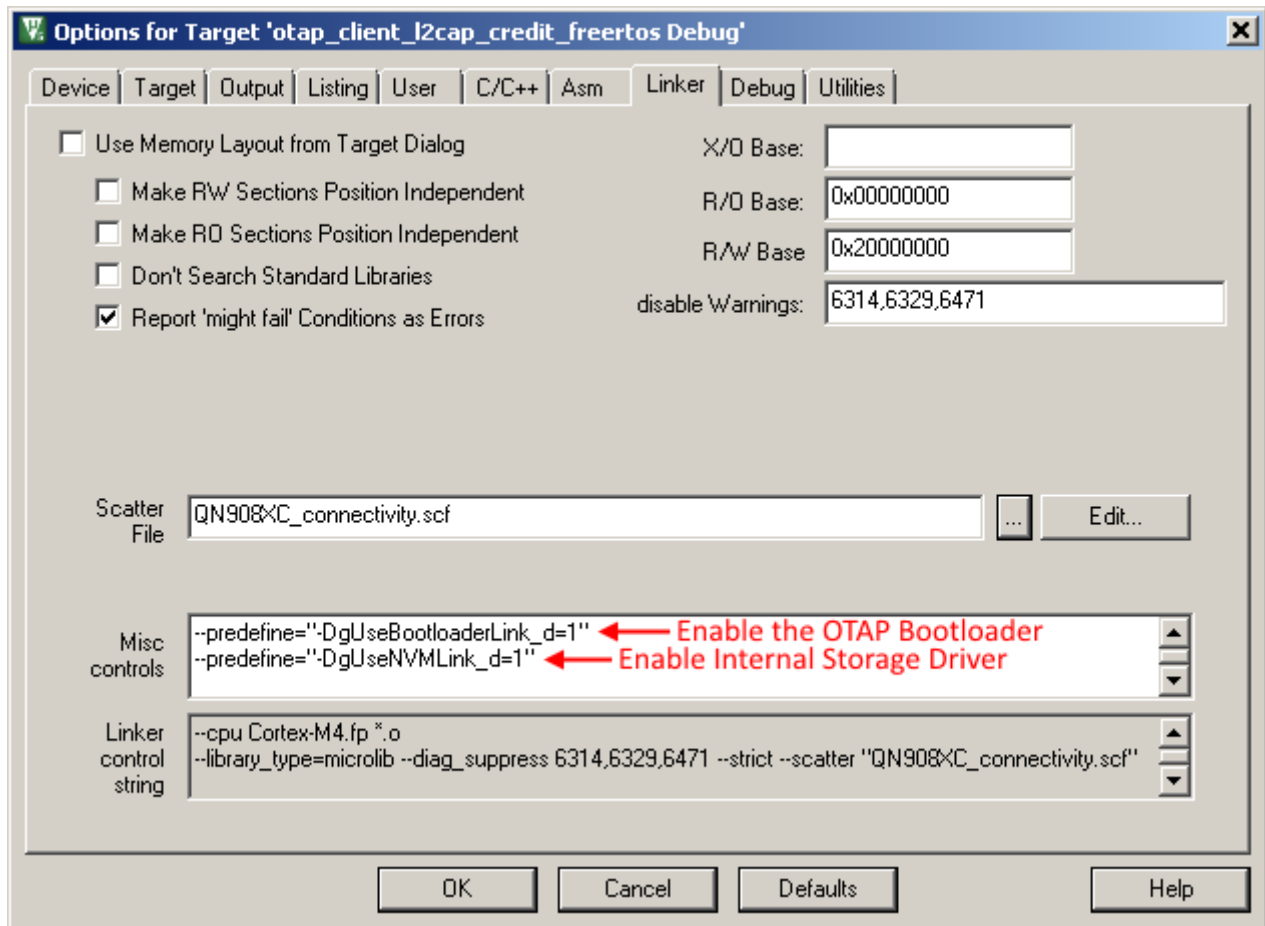 Options for Target 'otap_client_l2cap_credit_freertos Debug'
Device Target Output Listing User C/C++ Asm Linker Debug Utilities
Use Memory Layout from Target Dialog
X/O Base:
Make RW Sections Position Independent
R/O Base: 0x00000000
Make RO Sections Position Independent
R/W Base 0x20000000
Don't Search Standard Libraries
disable Warnings: 6314,6329,6471
Report 'might fail' Conditions as Errors
Scatter
File
QN908XC_connectivity.scf
...
Edit...
Misc
controls
--predefine="-DgUseBootloaderLink_d=1" Enable the OTAP Bootloader
--predefine="-DgUseNVMLink_d=1" Enable Internal Storage Driver
Linker
control
string
--cpu Cortex-M4.fp *.o
--library_type=microlib --diag_suppress 6314,6329,6471 --strict --scatter "QN908XC_connectivity.scf"
OK Cancel Defaults Help